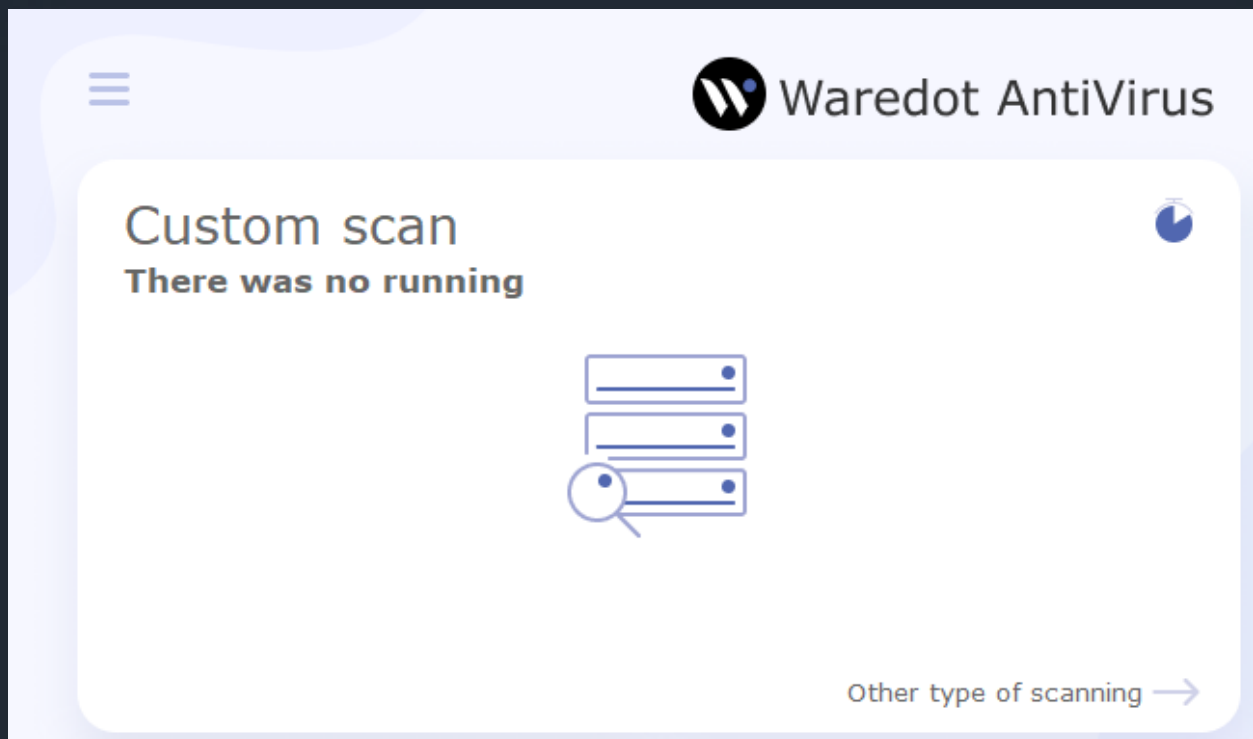 Waredot AntiVirus
Custom scan
There was no running
Other type of scanning